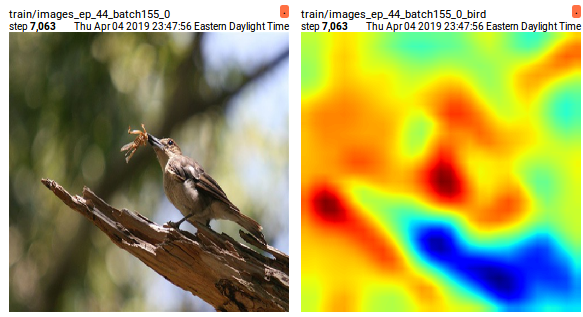 train/images_ep_44_batch155_0
step 7,063 Thu Apr 04 2019 23:47:56 Eastern Daylight Time
train/images_ep_44_batch155_0_bird
step 7,063 Thu Apr 04 2019 23:47:56 Eastern Daylight Time